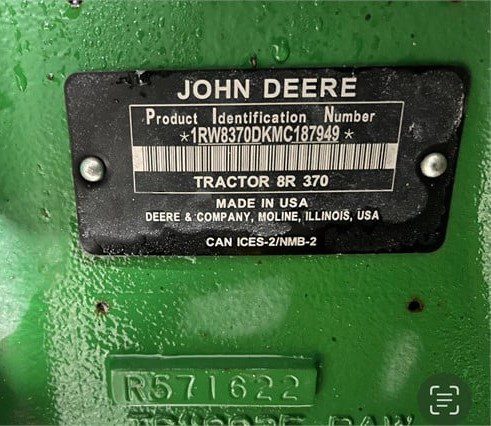 JOHN DEERE
Product Identification Number
*1RW8370DKMC187949*
TRACTOR 8R 370
MADE IN USA
DEERE & COMPANY, MOLINE, ILLINOIS, USA
CAN ICES-2/NMB-2
R571622